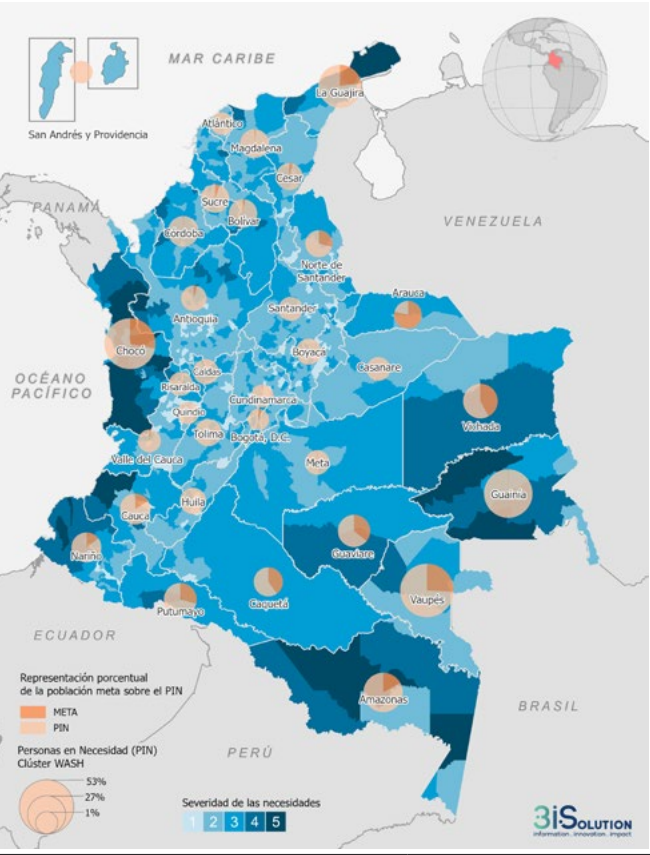 MAR CARIBE
La Guajira
San Andrés y Providencia
Atlántico
Magdalena
Cesar
PANAMÁ
Sucre
Bolívar
VENEZUELA
Córdoba
Norte de
Santander
Arauca
Antioquia
Santander
Chocó
Boyaca
Casanare
OCÉANO
PACÍFICO
Caldas
Risaralda
Cundinamarca
Quindio
Vichada
Tolima
Bogotá, D.C.
Valle del Cauca
Meta
Guainía
Huila
Cauca
Nariño
Guaviare
Caquetá
Vaupés
Putumayo
ECUADOR
Representación porcentual
de la población meta sobre el PIN
META
PIN
Amazonas
BRASIL
Personas en Necesidad (PIN)
Clúster WASH
PERÚ
53%
27%
1%
Severidad de las necesidades
1 2 3 4 5
3iSOLUTION
information. innovation. impact